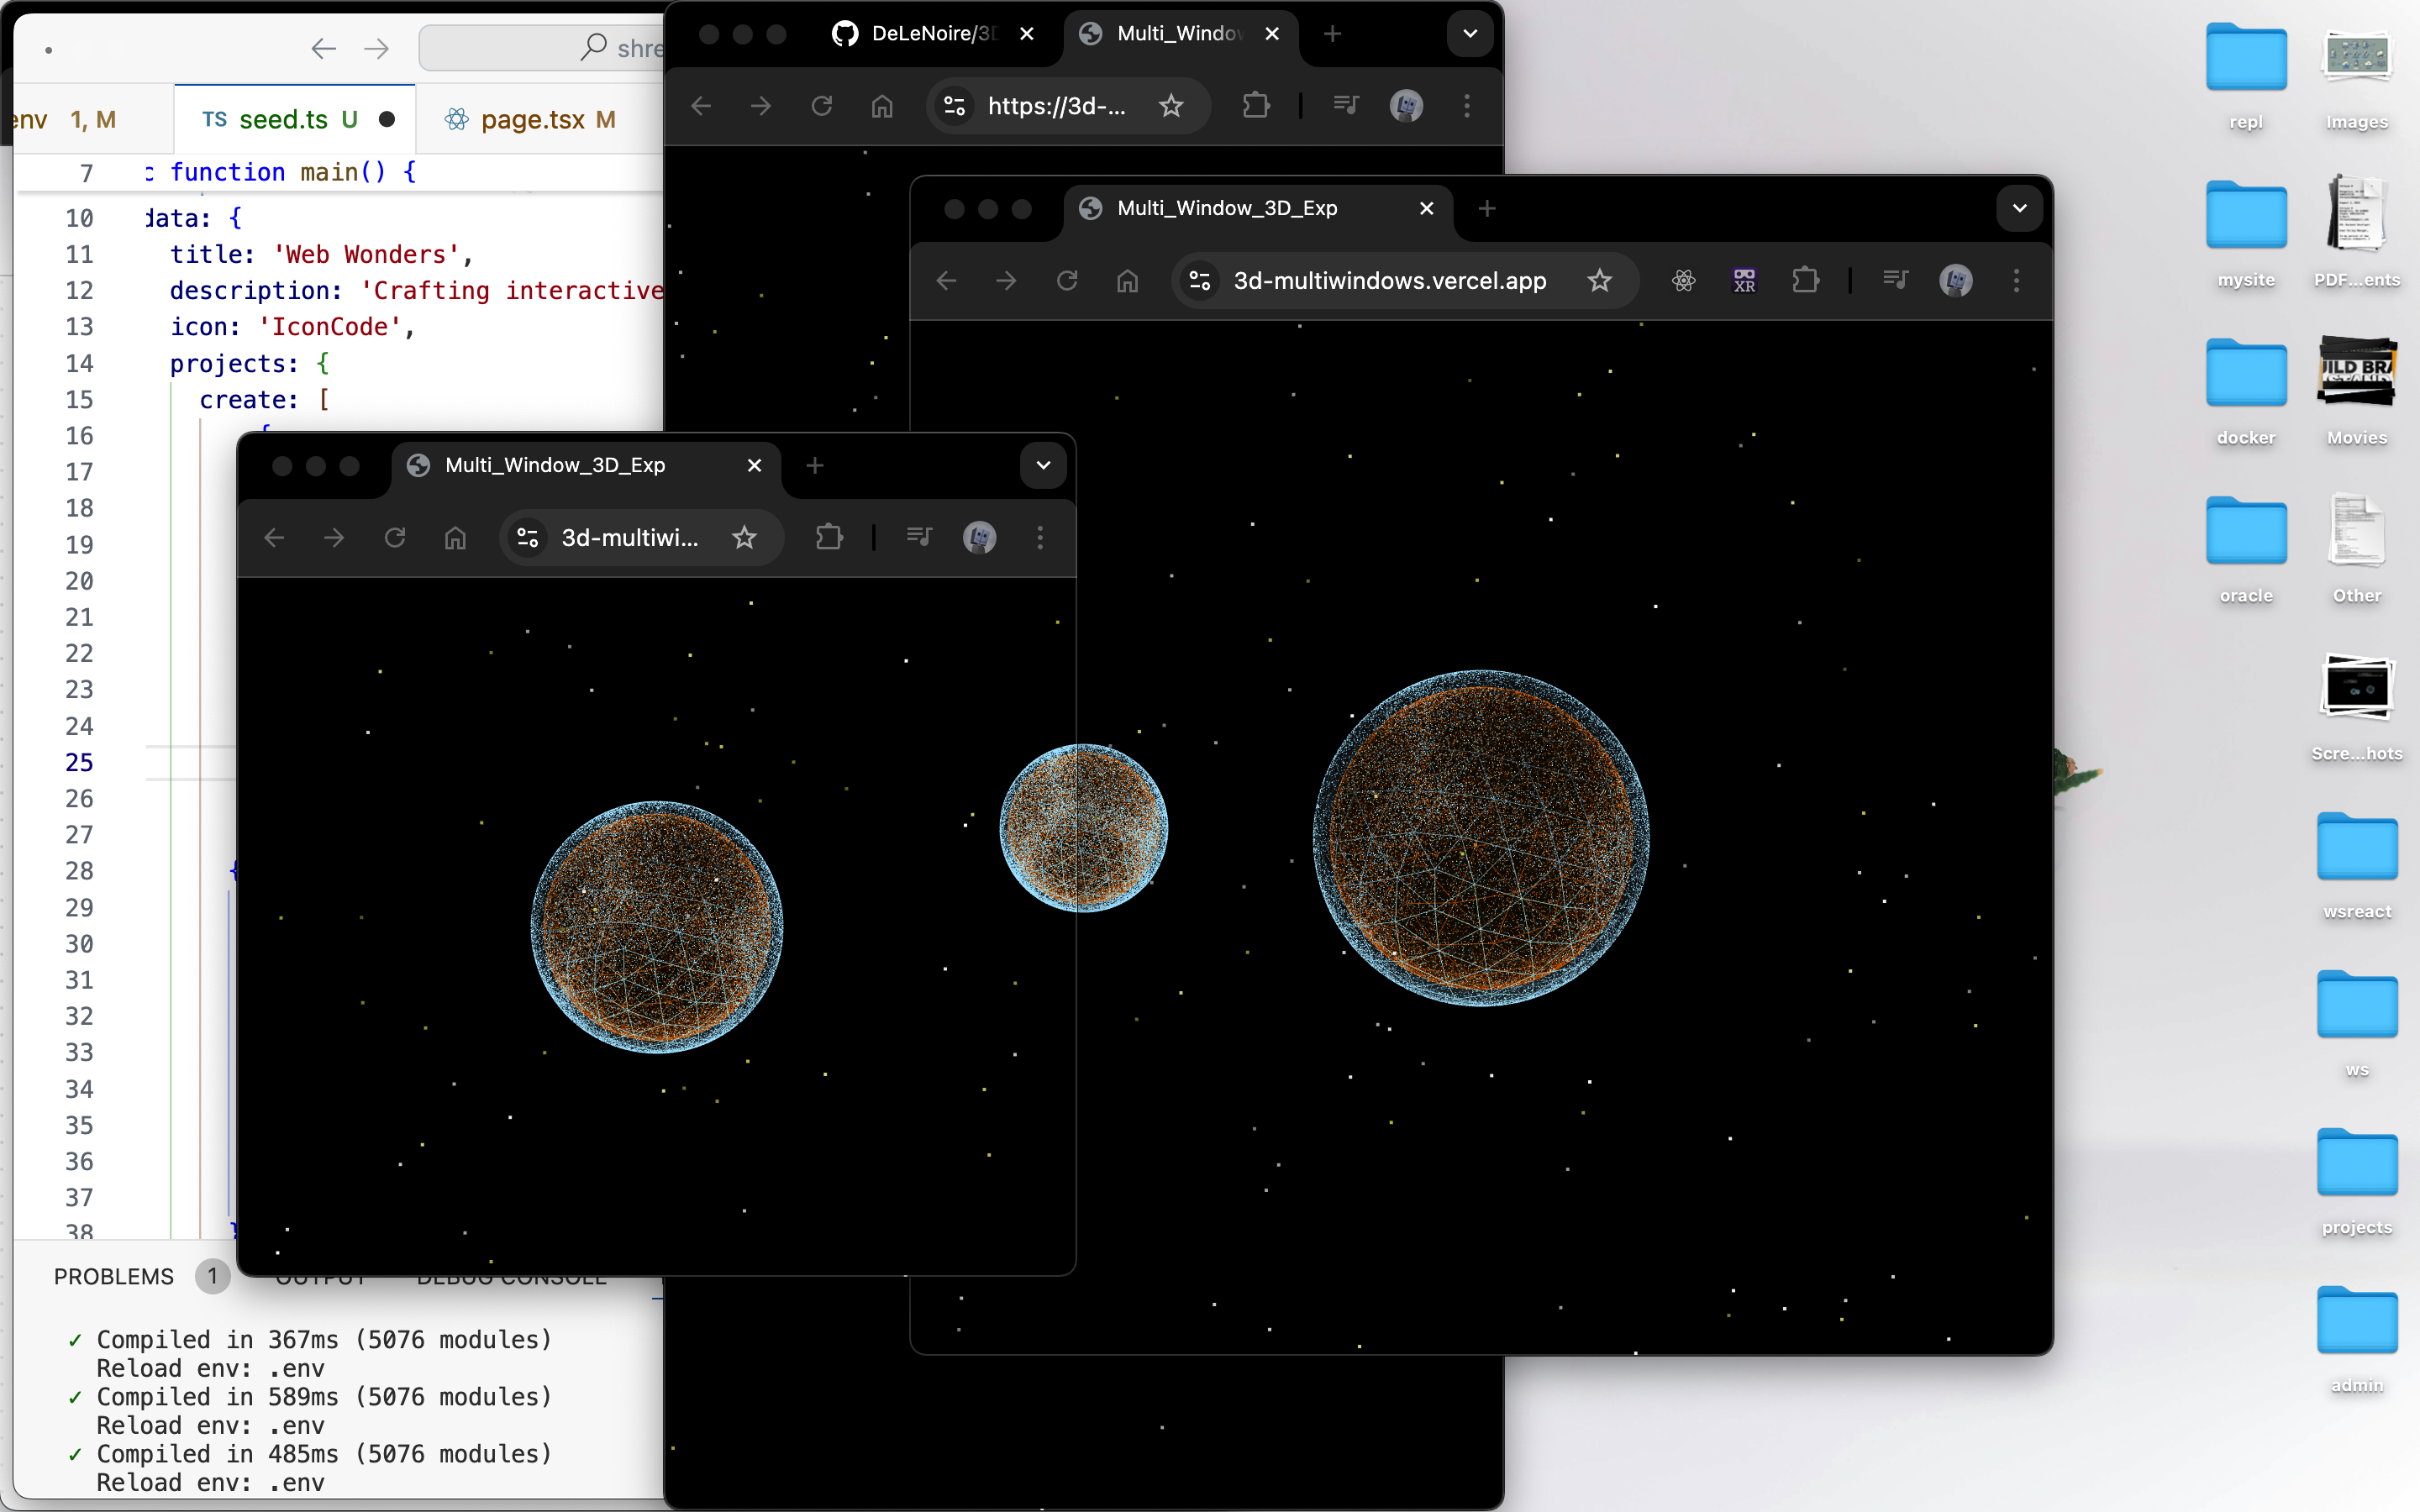 shre
env 1, M
TS seed.ts U
page.tsx M
7 c function main() {
10 data: {
11 title: 'Web Wonders',
12 description: 'Crafting interactive
13 icon: 'IconCode',
14 projects: {
15 create: [
16 {
17
18
19
20
21
22
23
24
25
26
27
28 {
29
30
31
32
33
34
35
36
37
38 }
PROBLEMS 1 OUTPUT DEBUG CONSOLE
✓ Compiled in 367ms (5076 modules)
Reload env: .env
✓ Compiled in 589ms (5076 modules)
Reload env: .env
✓ Compiled in 485ms (5076 modules)
Reload env: .env
DeLeNoire/3D
Multi_Window
https://3d-...
Multi_Window_3D_Exp
3d-multiwindows.vercel.app
XR
Multi_Window_3D_Exp
3d-multiwi...
repl
Images
mysite
PDF...ents
docker
Movies
oracle
Other
Scre...hots
wsreact
ws
projects
admin